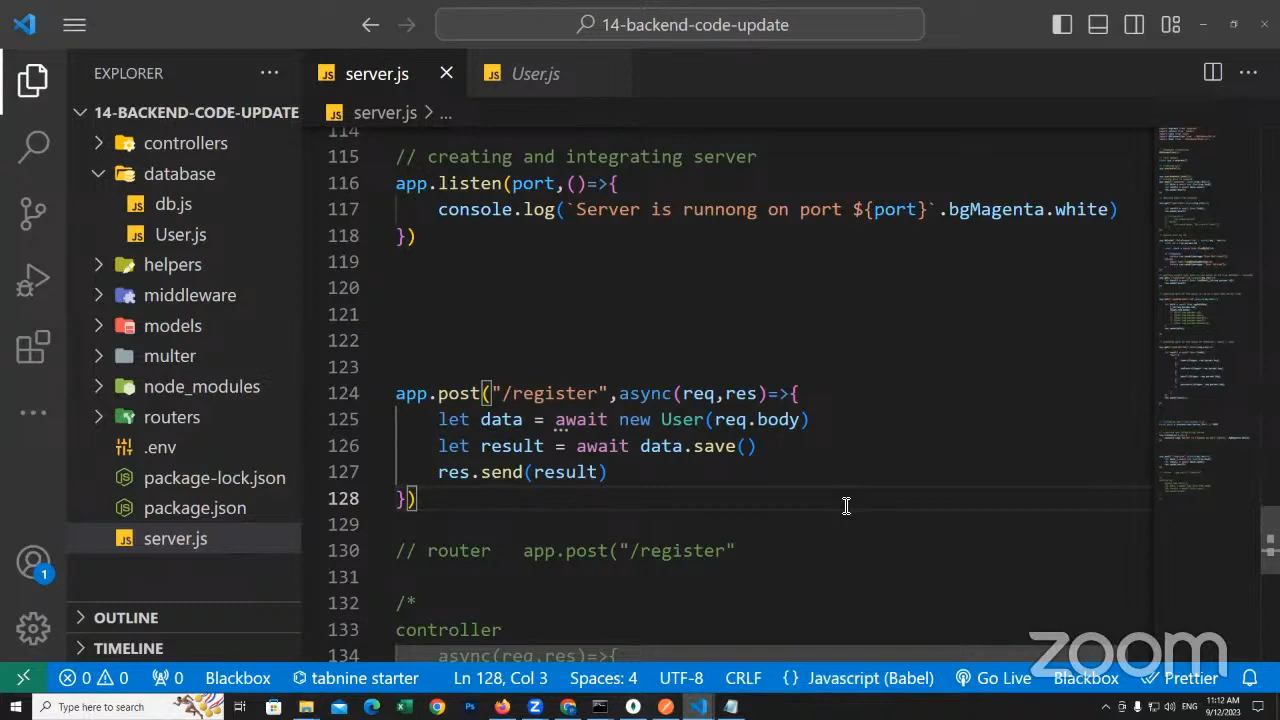 14-backend-code-update
EXPLORER
14-BACKEND-CODE-UPDATE
controllers
database
JS db.js
JS User.js
helpers
middleware
models
multer
node_modules
routers
.env
package-lock.json
package.json
JS server.js
OUTLINE
TIMELINE
1
JS server.js
JS User.js
JS server.js > ...
114
115 // creating and integrating server
116 app.listen(port,()=>{
117 console.log(`Server is running on port ${port}`.bgMagenta.white)
118 })
119
120
121
122
123
124 app.post("/register",async(req,res)=>{
125 let data = await new User(req.body)
126 let result = await data.save()
127 res.send(result)
128 })
129
130 // router app.post("/register"
131
132 /*
133 controller
134 async(req,res)=>{
zoom
0 0 0 Blackbox tabnine starter Ln 128, Col 3 Spaces: 4 UTF-8 CRLF {} Javascript (Babel) Go Live Blackbox Prettier
Type here to search
ENG
11:12 AM
9/12/2023